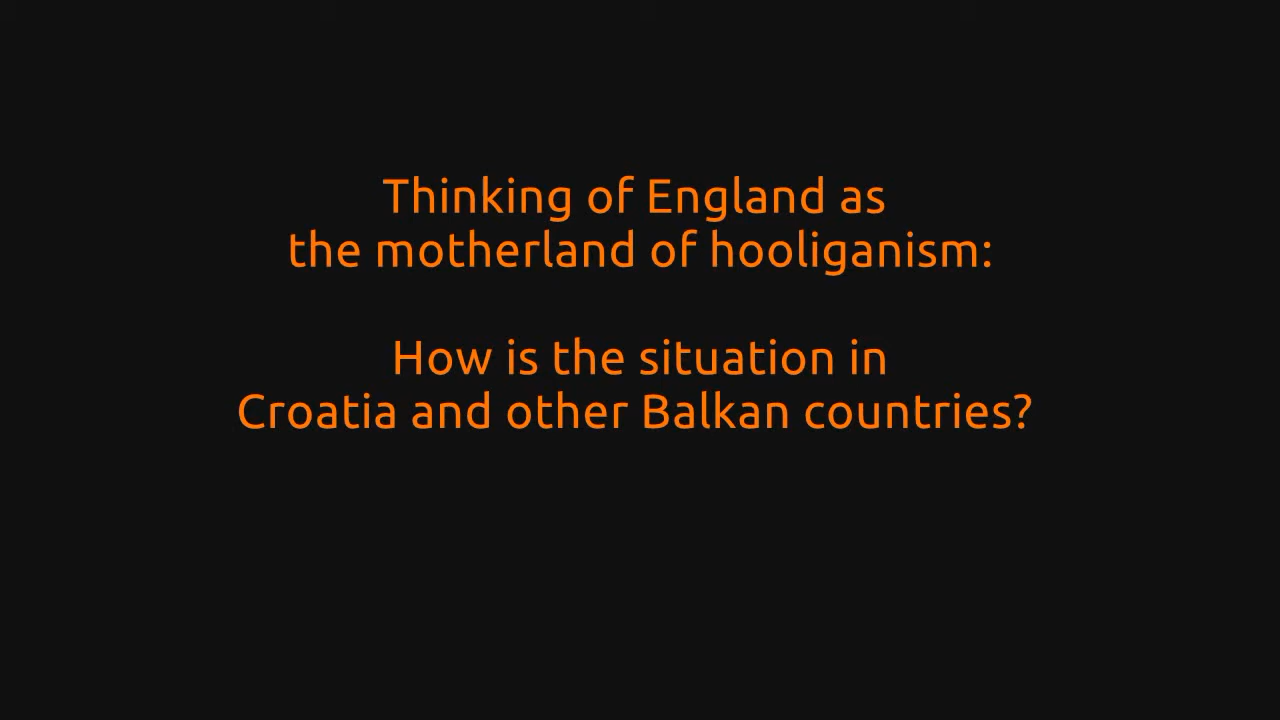 Thinking of England as
the motherland of hooliganism:
How is the situation in
Croatia and other Balkan countries?